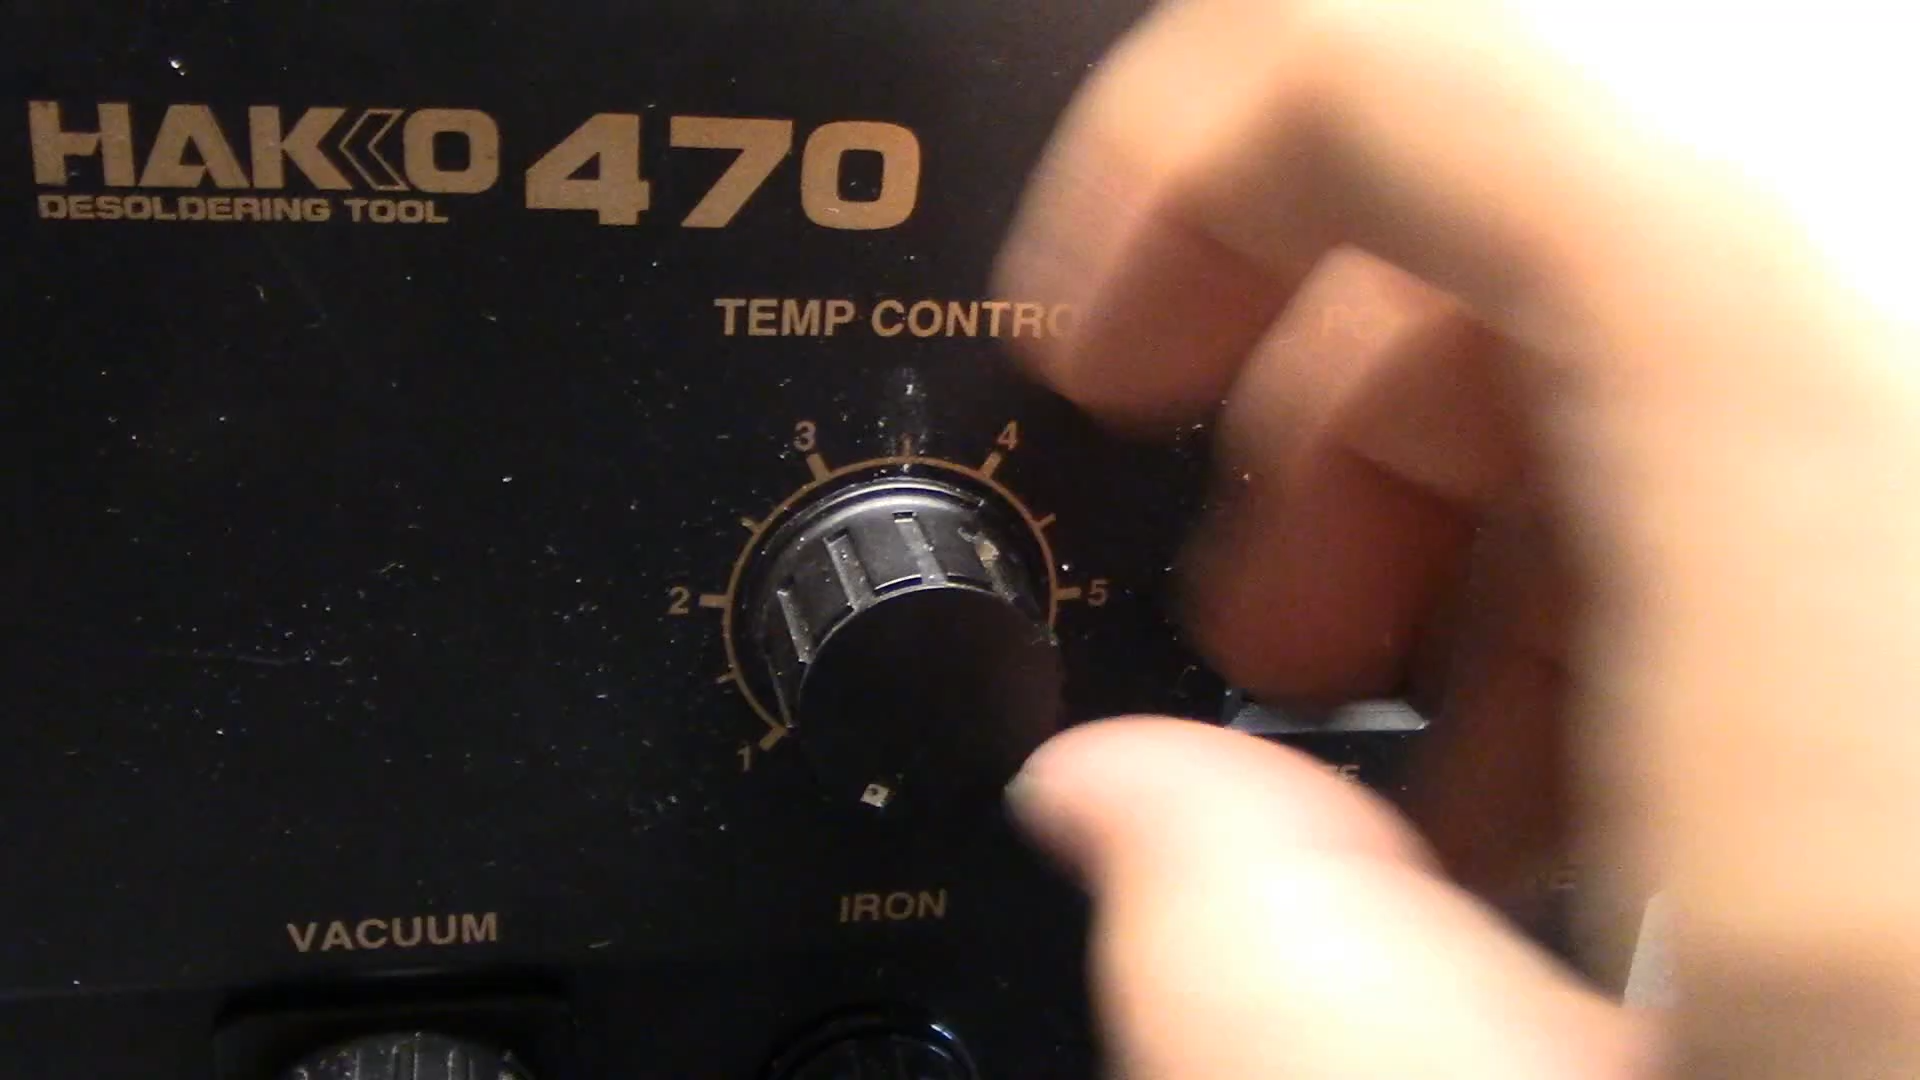 HAKKO 470
DESOLDERING TOOL
TEMP CONTRO
3
4
2
5
1
IRON
VACUUM